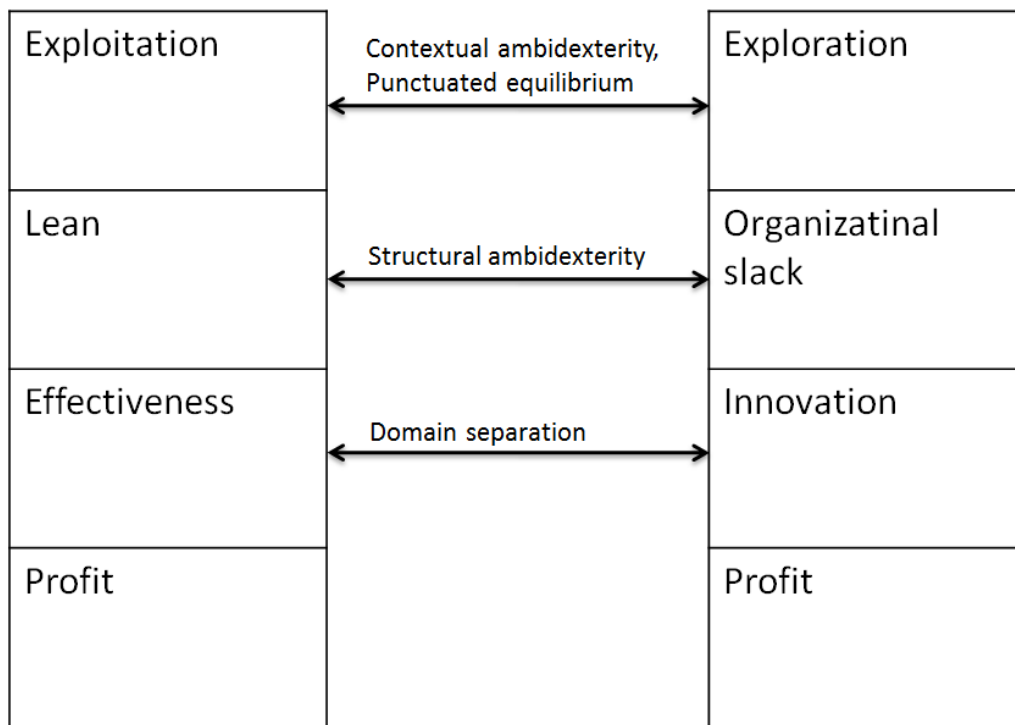 Exploitation
Contextual ambidexterity,
Punctuated equilibrium
Exploration
Lean
Structural ambidexterity
Organizatinal
slack
Effectiveness
Domain separation
Innovation
Profit
Profit